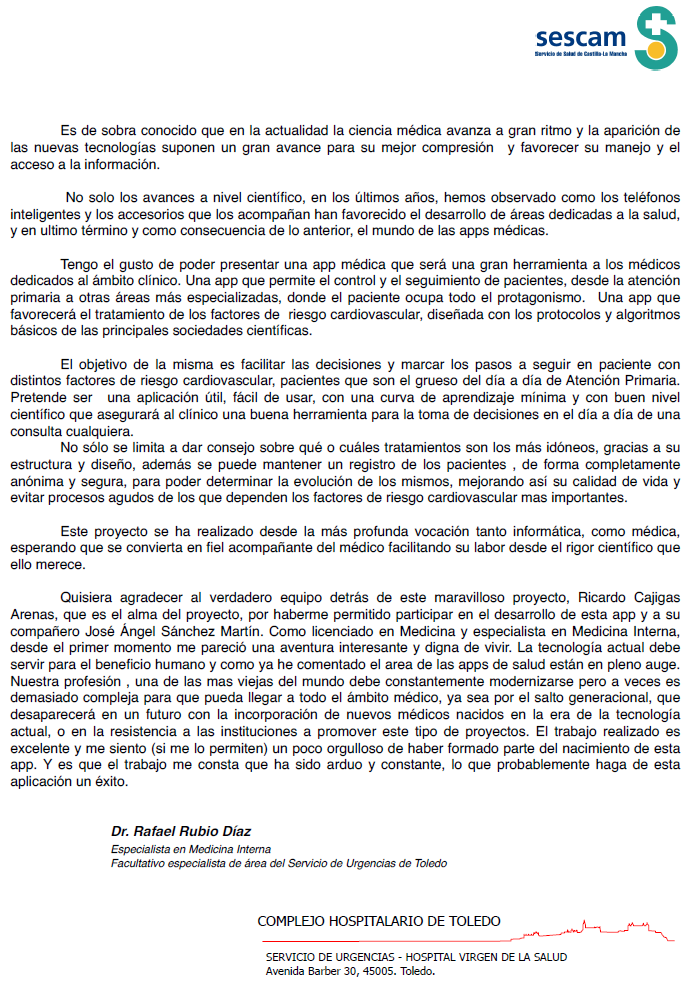 sescam
Servicio de Salud de Castilla-La Mancha
Es de sobra conocido que en la actualidad la ciencia médica avanza a gran ritmo y la aparición de
las nuevas tecnologías suponen un gran avance para su mejor compresión y favorecer su manejo y el
acceso a la información.
No solo los avances a nivel científico, en los últimos años, hemos observado como los teléfonos
inteligentes y los accesorios que los acompañan han favorecido el desarrollo de áreas dedicadas a la salud,
y en ultimo término y como consecuencia de lo anterior, el mundo de las apps médicas.
Tengo el gusto de poder presentar una app médica que será una gran herramienta a los médicos
dedicados al ámbito clínico. Una app que permite el control y el seguimiento de pacientes, desde la atención
primaria a otras áreas más especializadas, donde el paciente ocupa todo el protagonismo. Una app que
favorecerá el tratamiento de los factores de riesgo cardiovascular, diseñada con los protocolos y algoritmos
básicos de las principales sociedades científicas.
El objetivo de la misma es facilitar las decisiones y marcar los pasos a seguir en paciente con
distintos factores de riesgo cardiovascular, pacientes que son el grueso del día a día de Atención Primaria.
Pretende ser una aplicación útil, fácil de usar, con una curva de aprendizaje mínima y con buen nivel
científico que asegurará al clínico una buena herramienta para la toma de decisiones en el día a día de una
consulta cualquiera.
No sólo se limita a dar consejo sobre qué o cuáles tratamientos son los más idóneos, gracias a su
estructura y diseño, además se puede mantener un registro de los pacientes , de forma completamente
anónima y segura, para poder determinar la evolución de los mismos, mejorando así su calidad de vida y
evitar procesos agudos de los que dependen los factores de riesgo cardiovascular mas importantes.
Este proyecto se ha realizado desde la más profunda vocación tanto informática, como médica,
esperando que se convierta en fiel acompañante del médico facilitando su labor desde el rigor científico que
ello merece.
Quisiera agradecer al verdadero equipo detrás de este maravilloso proyecto, Ricardo Cajigas
Arenas, que es el alma del proyecto, por haberme permitido participar en el desarrollo de esta app y a su
compañero José Ángel Sánchez Martín. Como licenciado en Medicina y especialista en Medicina Interna,
desde el primer momento me pareció una aventura interesante y digna de vivir. La tecnología actual debe
servir para el beneficio humano y como ya he comentado el area de las apps de salud están en pleno auge.
Nuestra profesión , una de las mas viejas del mundo debe constantemente modernizarse pero a veces es
demasiado compleja para que pueda llegar a todo el ámbito médico, ya sea por el salto generacional, que
desaparecerá en un futuro con la incorporación de nuevos médicos nacidos en la era de la tecnología
actual, o en la resistencia a las instituciones a promover este tipo de proyectos. El trabajo realizado es
excelente y me siento (si me lo permiten) un poco orgulloso de haber formado parte del nacimiento de esta
app. Y es que el trabajo me consta que ha sido arduo y constante, lo que probablemente haga de esta
aplicación un éxito.
Dr. Rafael Rubio Díaz
Especialista en Medicina Interna
Facultativo especialista de área del Servicio de Urgencias de Toledo
COMPLEJO HOSPITALARIO DE TOLEDO
SERVICIO DE URGENCIAS - HOSPITAL VIRGEN DE LA SALUD
Avenida Barber 30, 45005. Toledo.